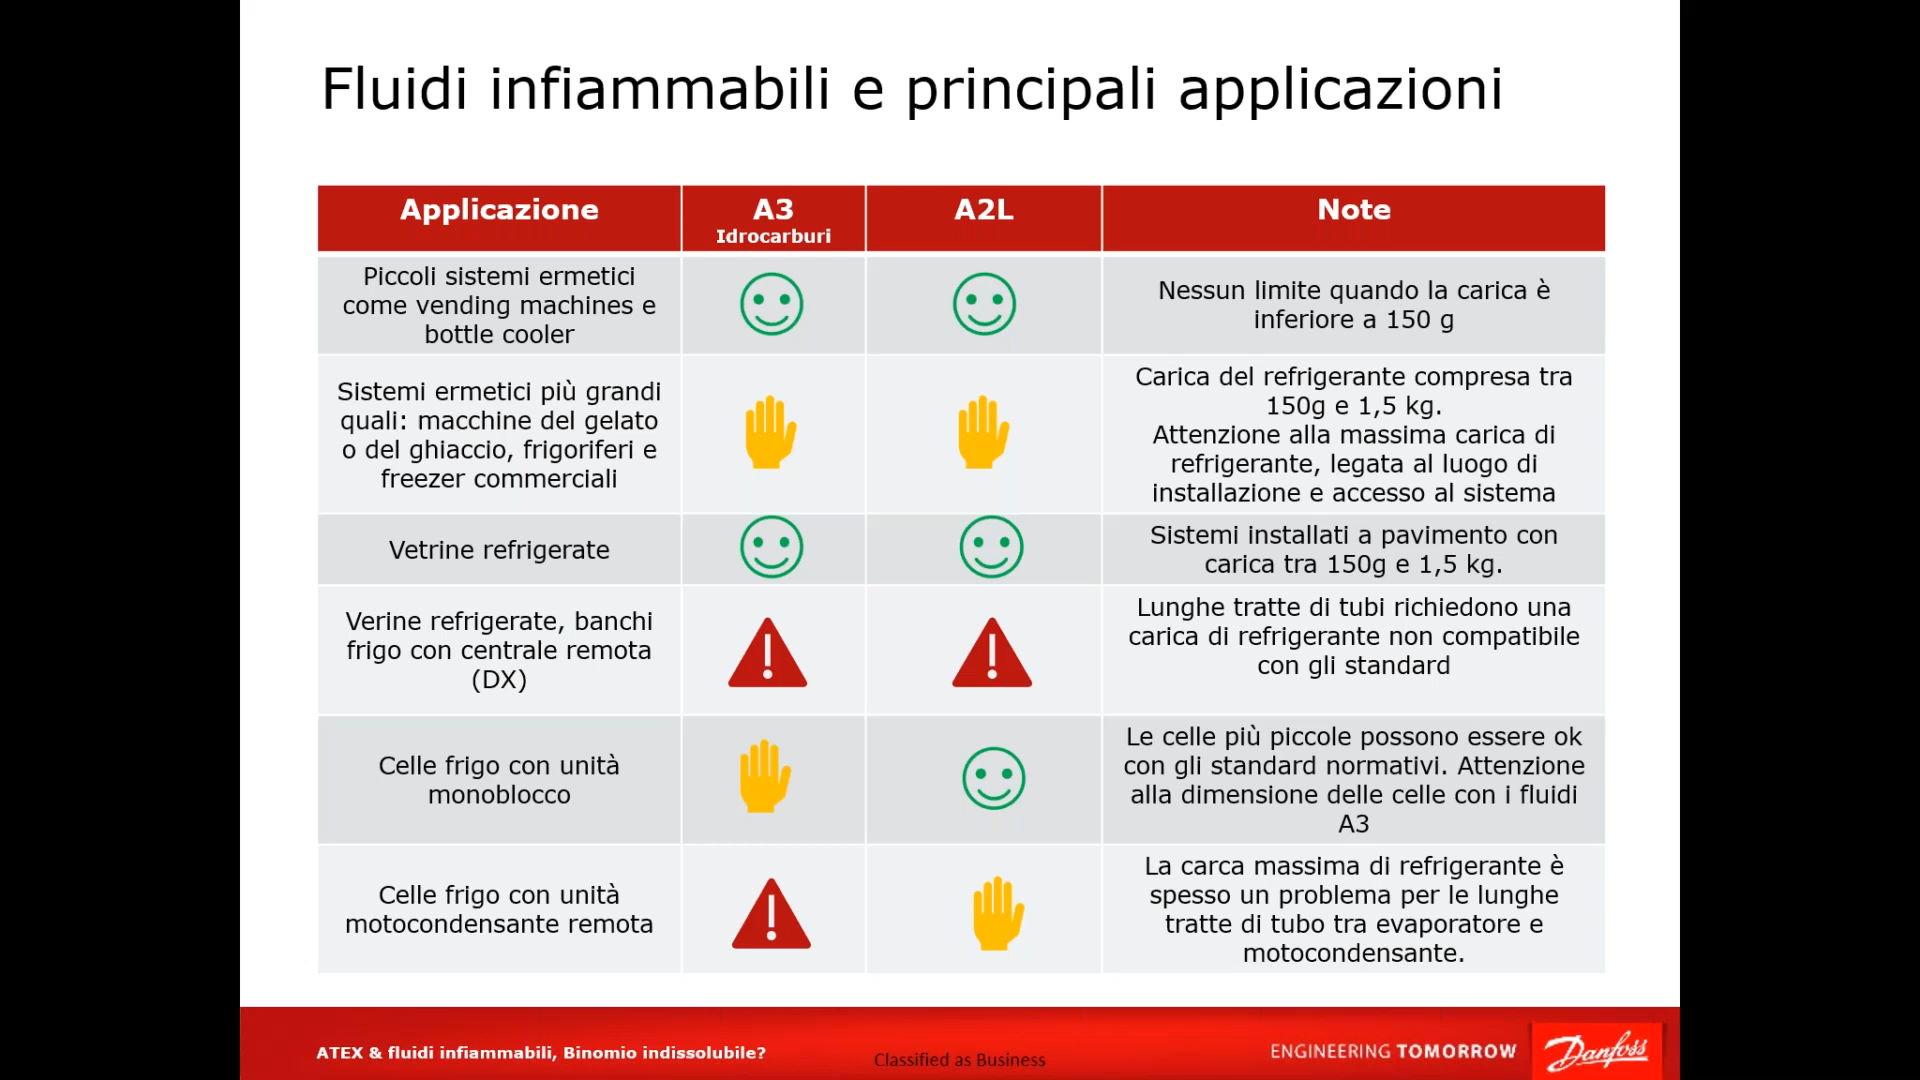 Fluidi infiammabili e principali applicazioni
Applicazione
A3
Idrocarburi
A2L
Note
Piccoli sistemi ermetici
come vending machines e
bottle cooler
Nessun limite quando la carica è
inferiore a 150 g
Sistemi ermetici più grandi
quali: macchine del gelato
o del ghiaccio, frigoriferi e
freezer commerciali
Carica del refrigerante compresa tra
150g e 1,5 kg.
Attenzione alla massima carica di
refrigerante, legata al luogo di
installazione e accesso al sistema
Vetrine refrigerate
Sistemi installati a pavimento con
carica tra 150g e 1,5 kg.
Verine refrigerate, banchi
frigo con centrale remota
(DX)
Lunghe tratte di tubi richiedono una
carica di refrigerante non compatibile
con gli standard
Celle frigo con unità
monoblocco
Le celle più piccole possono essere ok
con gli standard normativi. Attenzione
alla dimensione delle celle con i fluidi
A3
Celle frigo con unità
motocondensante remota
La carca massima di refrigerante è
spesso un problema per le lunghe
tratte di tubo tra evaporatore e
motocondensante.
ATEX & fluidi infiammabili, Binomio indissolubile?
Classified as Business
ENGINEERING TOMORROW
Danfoss